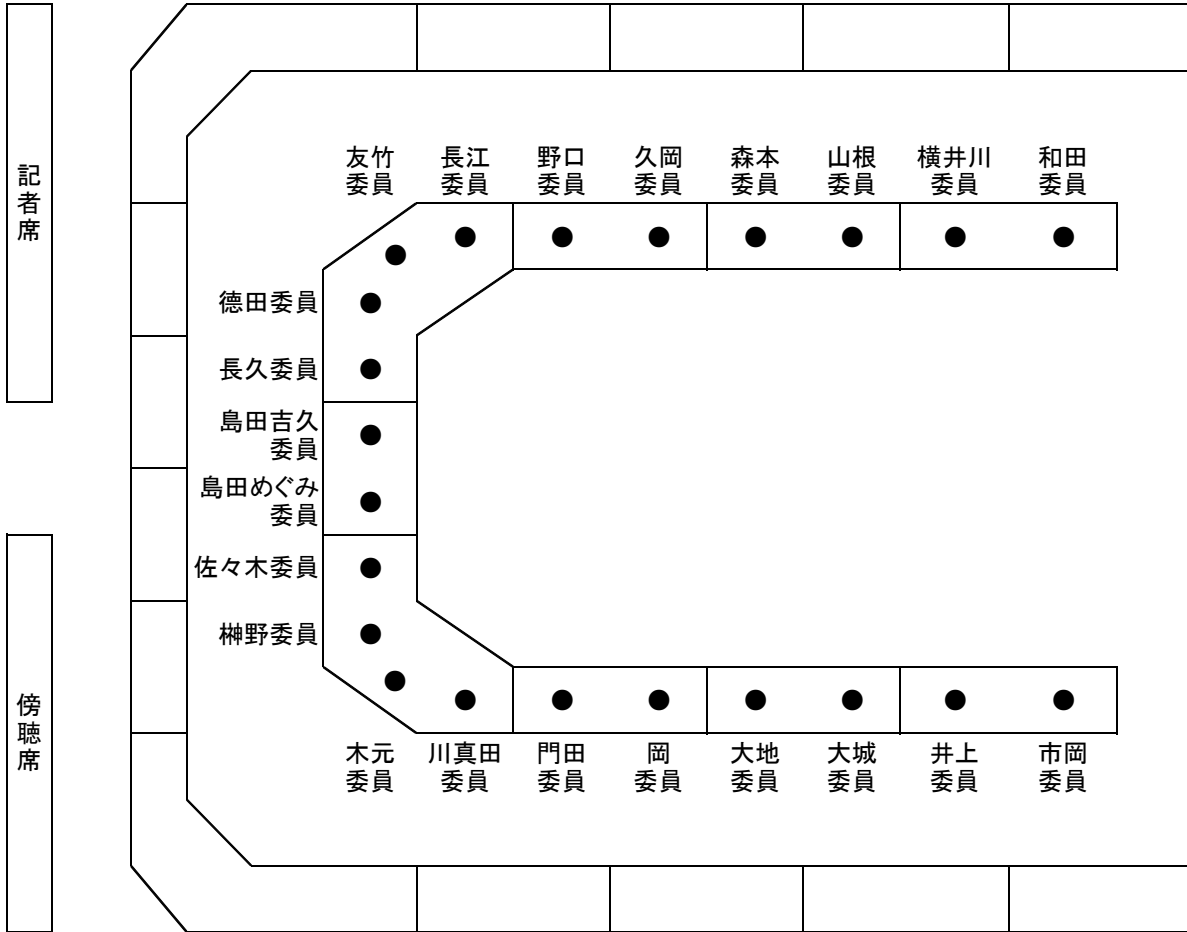 記者席
友竹
委員
長江
委員
野口
委員
久岡
委員
森本
委員
山根
委員
横井川
委員
和田
委員
德田委員
長久委員
島田吉久
委員
島田めぐみ
委員
佐々木委員
榊野委員
傍聴席
木元
委員
川真田
委員
門田
委員
岡
委員
大地
委員
大城
委員
井上
委員
市岡
委員